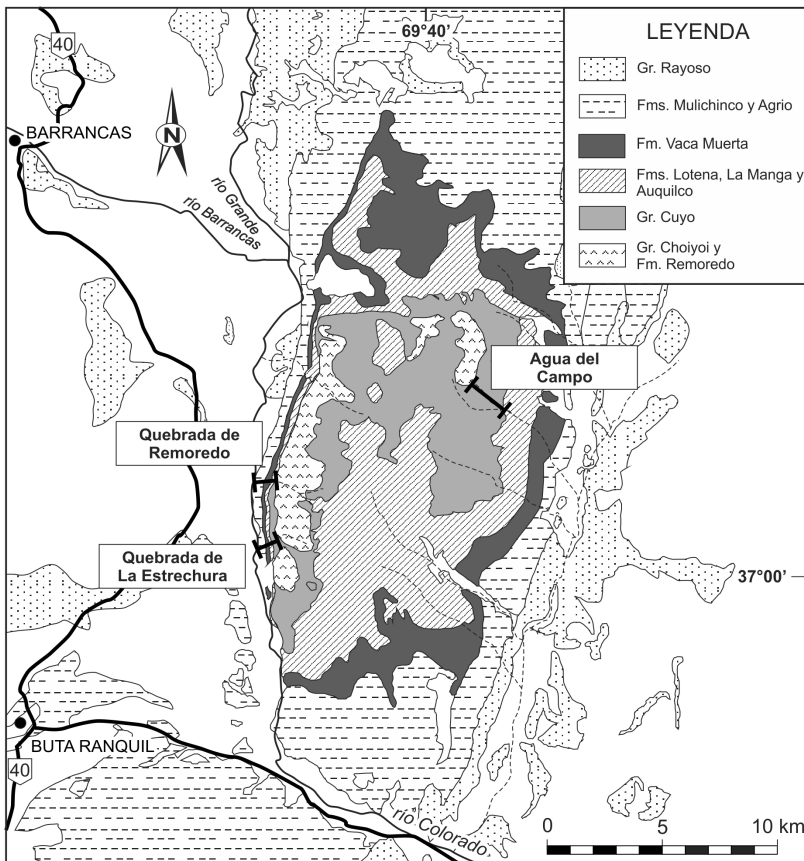 40
69°40'
LEYENDA
Gr. Rayoso
Fms. Mulichinco y Agrio
Fm. Vaca Muerta
Fms. Lotena, La Manga y
Auquilco
Gr. Cuyo
Gr. Choiyoi y
Fm. Remoredo
BARRANCAS
N
río Grande
río Barrancas
Agua del
Campo
Quebrada de
Remoredo
Quebrada de
La Estrechura
37°00'
BUTA RANQUIL
40
río Colorado
0 5 10 km